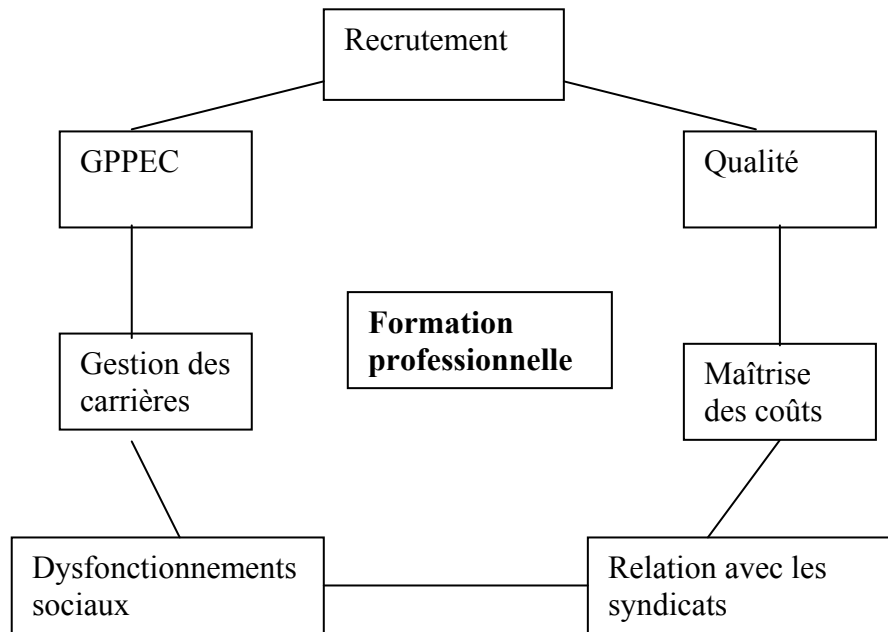 Recrutement
GPPEC
Qualité
Formation
professionnelle
Gestion des
carrières
Maîtrise
des coûts
Dysfonctionnements
sociaux
Relation avec les
syndicats